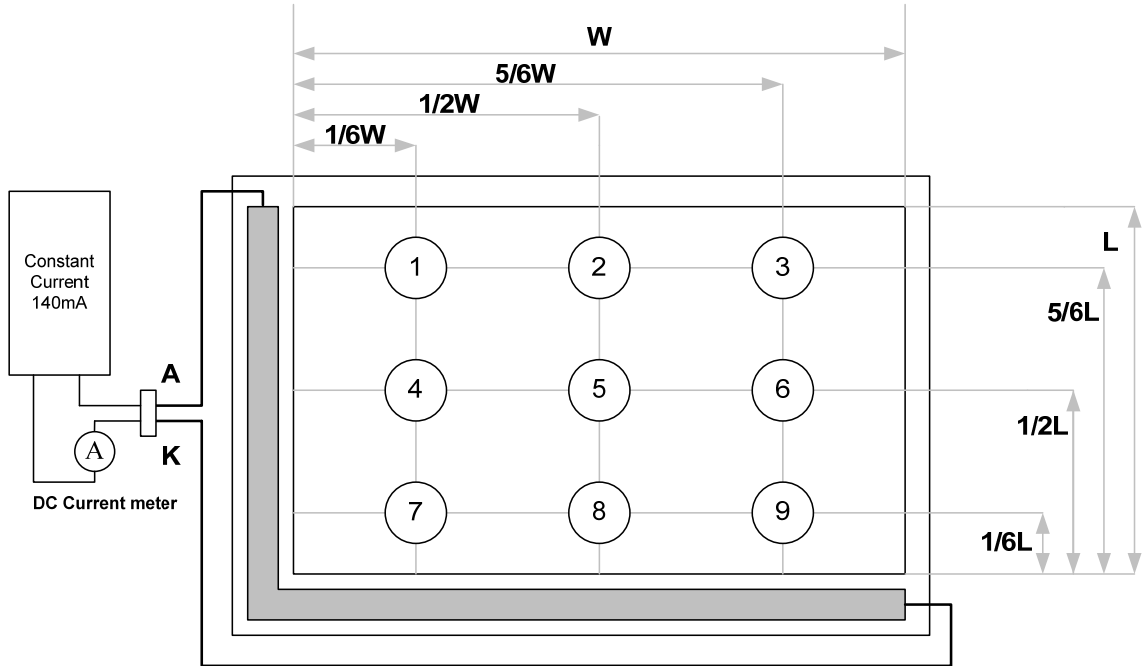 W
5/6W
1/2W
1/6W
Constant
Current
140mA
A
K
A
DC Current meter
1
2
3
4
5
6
7
8
9
L
5/6L
1/2L
1/6L